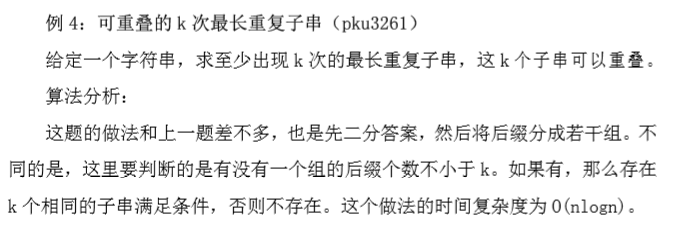 例 4：可重叠的 k 次最长重复子串（pku3261）
给定一个字符串，求至少出现 k 次的最长重复子串，这 k 个子串可以重叠。
算法分析：
这题的做法和上一题差不多，也是先二分答案，然后将后缀分成若干组。不
同的是，这里要判断的是有没有一个组的后缀个数不小于 k。如果有，那么存在
k 个相同的子串满足条件，否则不存在。这个做法的时间复杂度为 O(nlogn)。